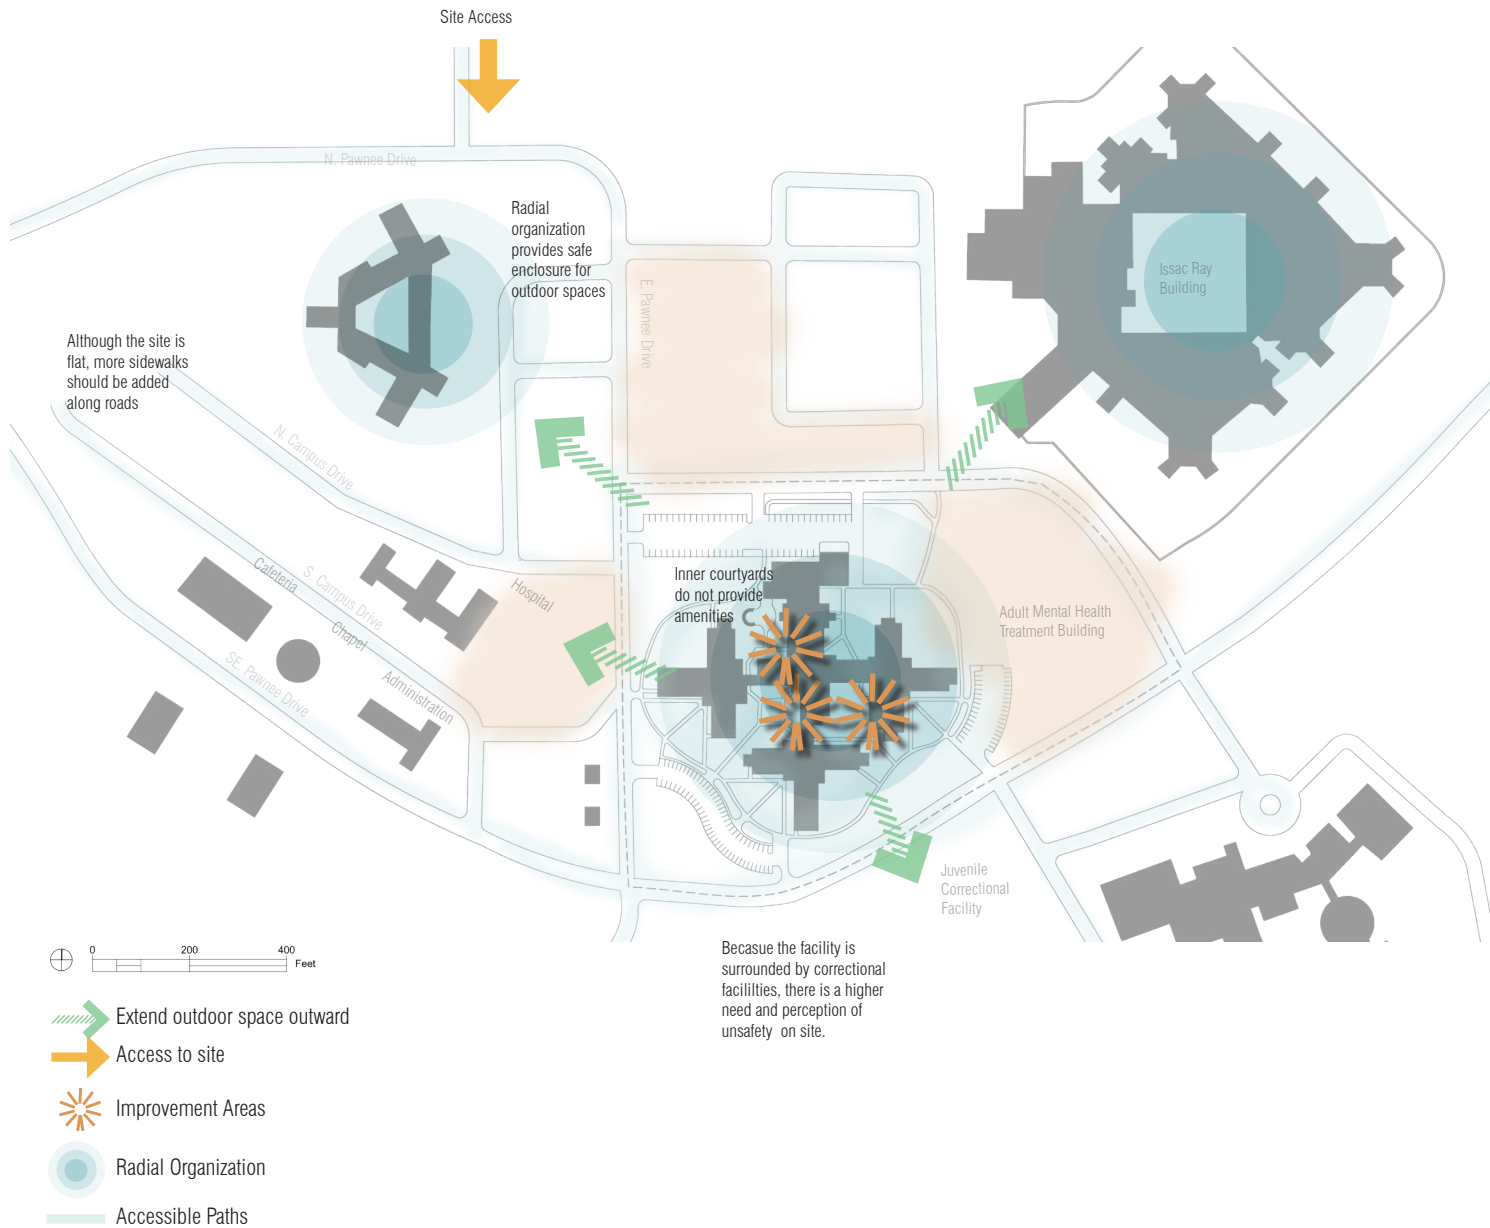 Site Access
N. Pawnee Drive
Radial
organization
provides safe
enclosure for
outdoor spaces
E. Pawnee Drive
Issac Ray
Building
Although the site is
flat, more sidewalks
should be added
along roads
N. Campus Drive
Cafeteria
S. Campus Drive
Chapel
Hospital
SE. Pawnee Drive
Administration
Inner courtyards
do not provide
amenities
Adult Mental Health
Treatment Building
Juvenile
Correctional
Facility
Becasue the facility is
surrounded by correctional
facililties, there is a higher
need and perception of
unsafety on site.
0 200 400
Feet
Extend outdoor space outward
Access to site
Improvement Areas
Radial Organization
Accessible Paths